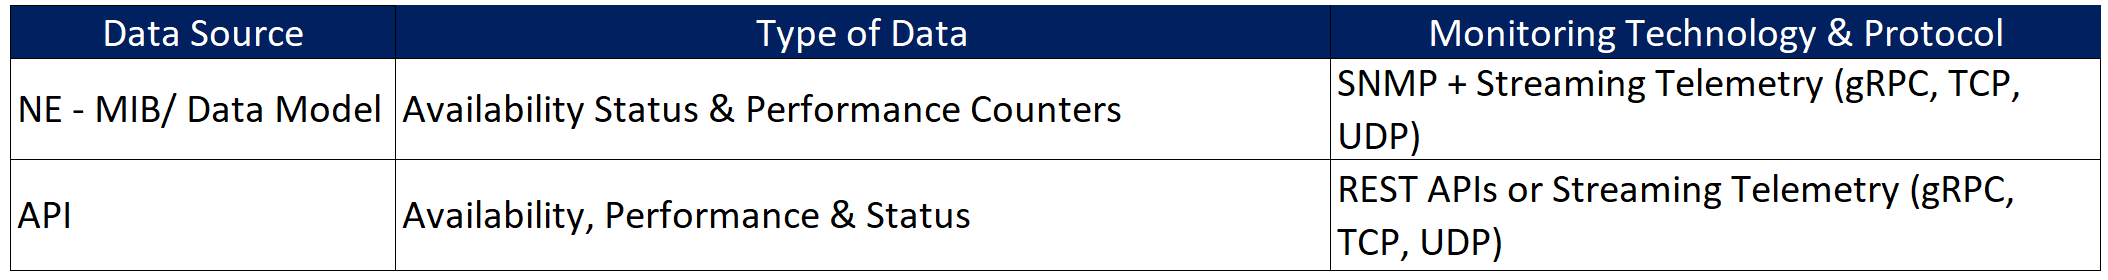 Data Source
Type of Data
Monitoring Technology & Protocol
NE - MIB/ Data Model
Availability Status & Performance Counters
SNMP + Streaming Telemetry (gRPC, TCP,
UDP)
API
Availability, Performance & Status
REST APIs or Streaming Telemetry (gRPC,
TCP, UDP)